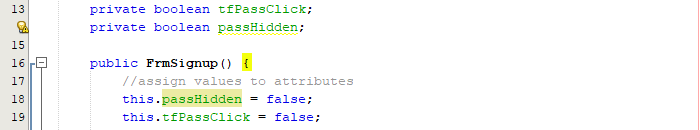 13 private boolean tfPassClick;
private boolean passHidden;
15
16 public FrmSignup() {
17 //assign values to attributes
18 this.passHidden = false;
19 this.tfPassClick = false;